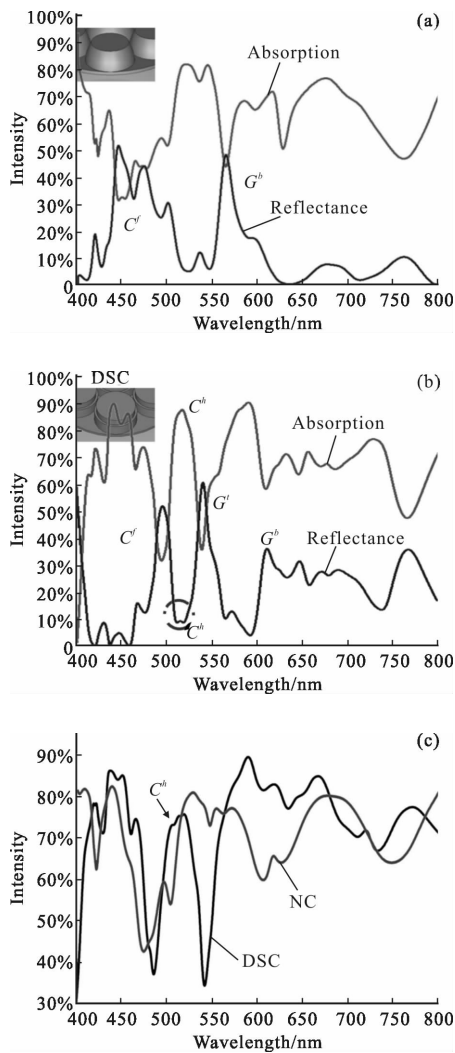 (a)
100%
90%
80%
70%
60%
50%
40%
30%
20%
10%
0
Intensity
Absorption
C^f
G^b
Reflectance
400 450 500 550 600 650 700 750 800
Wavelength/nm
(b)
DSC
100%
90%
80%
70%
60%
50%
40%
30%
20%
10%
0
Intensity
C^h
Absorption
C^f
G^t
G^b
Reflectance
C^h
400 450 500 550 600 650 700 750 800
Wavelength/nm
(c)
90%
80%
70%
60%
50%
40%
30%
Intensity
C^h
NC
DSC
400 450 500 550 600 650 700 750 800
Wavelength/nm